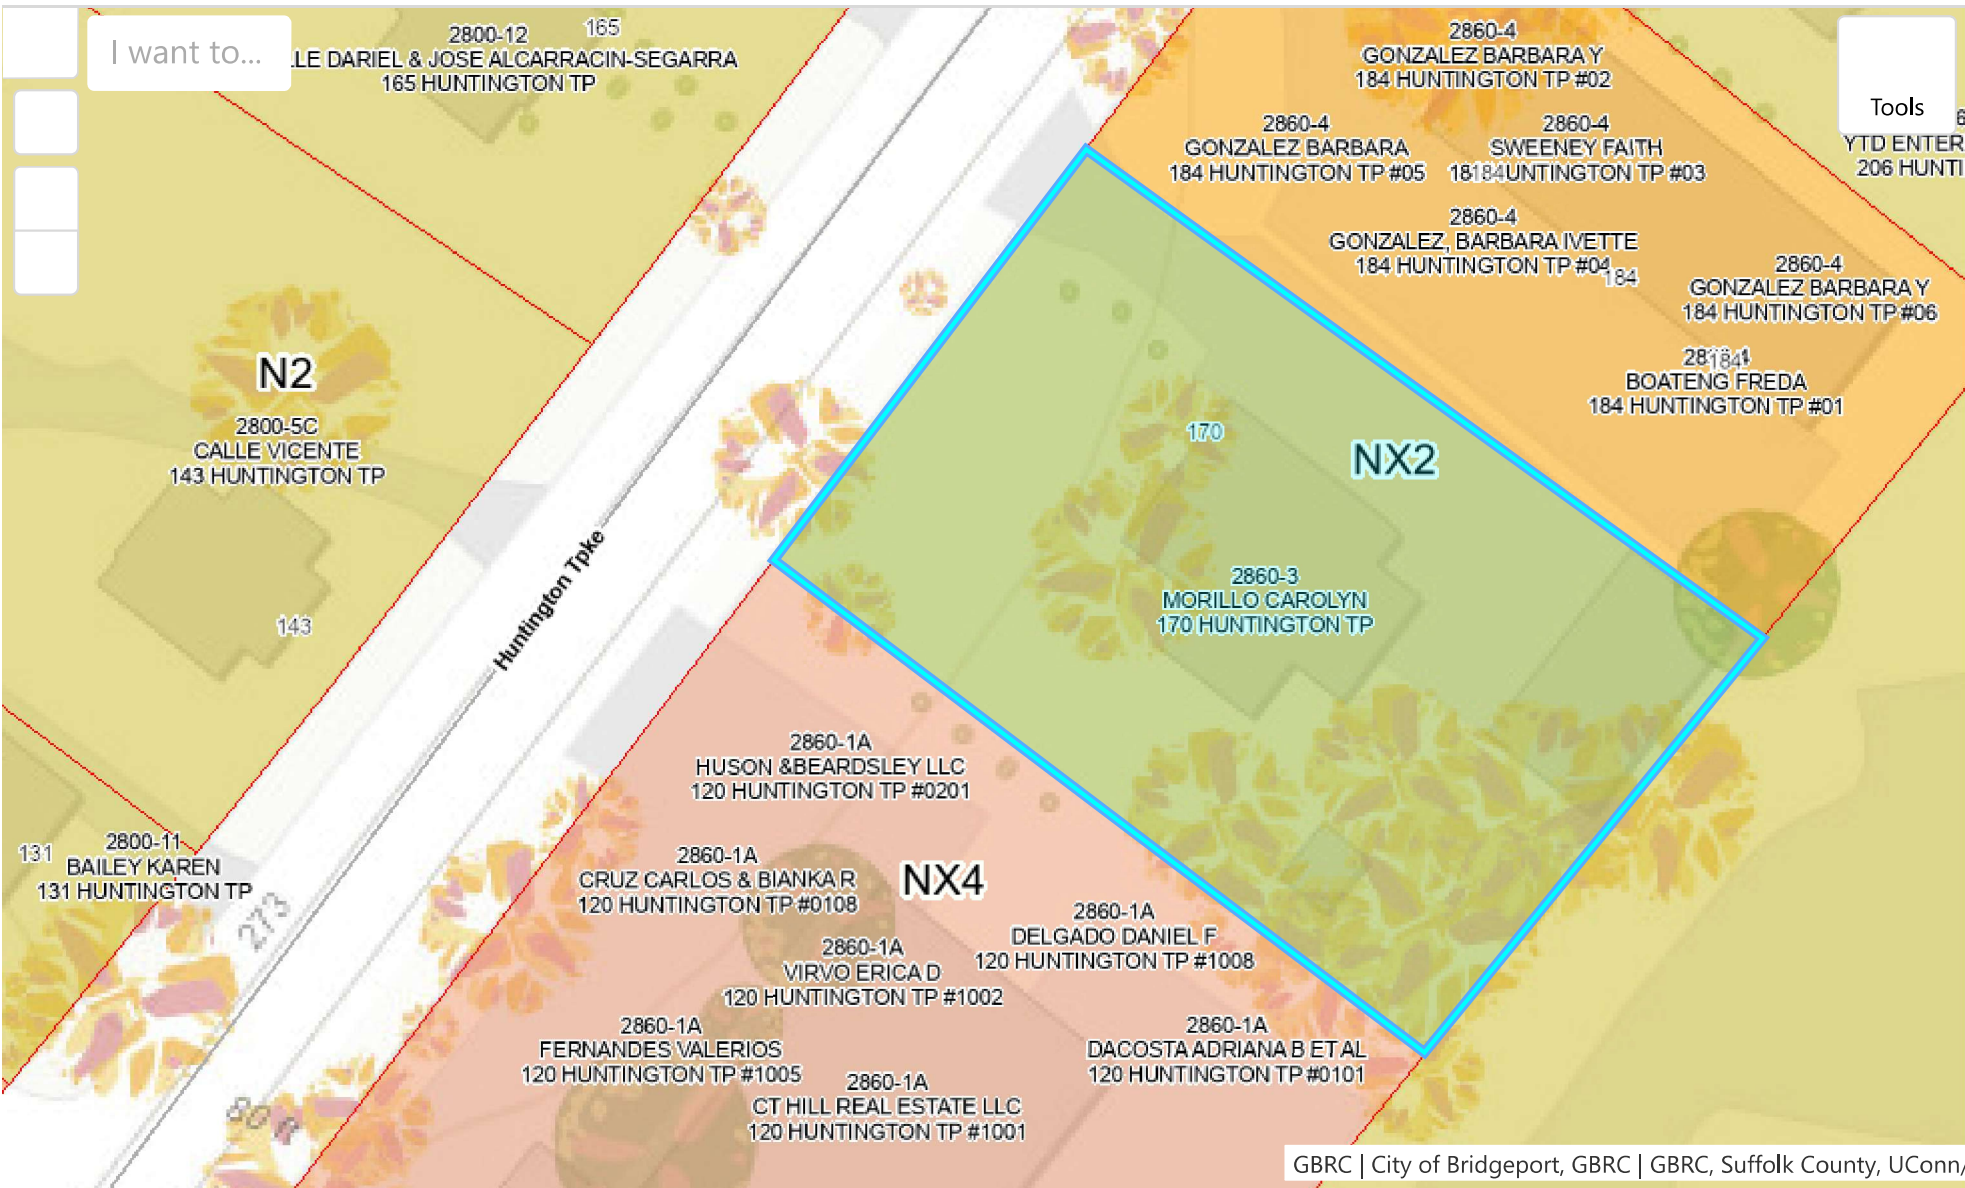 I want to...
2800-12
165
LLE DARIEL & JOSE ALCARRACIN-SEGARRA
165 HUNTINGTON TP
2860-4
GONZALEZ BARBARA Y
184 HUNTINGTON TP #02
Tools
2860-4
GONZALEZ BARBARA
184 HUNTINGTON TP #05
2860-4
SWEENEY FAITH
184
UNTINGTON TP #03
YTD ENTER
206 HUNTI
2860-4
GONZALEZ, BARBARA IVETTE
184 HUNTINGTON TP #04
184
2860-4
GONZALEZ BARBARA Y
184 HUNTINGTON TP #06
184
BOATENG FREDA
184 HUNTINGTON TP #01
N2
2800-5C
CALLE VICENTE
143 HUNTINGTON TP
143
170
NX2
Huntington Tpke
2860-3
MORILLO CAROLYN
170 HUNTINGTON TP
2860-1A
HUSON &BEARDSLEY LLC
120 HUNTINGTON TP #0201
131
2800-11
BAILEY KAREN
131 HUNTINGTON TP
273
2860-1A
CRUZ CARLOS & BIANKA R
120 HUNTINGTON TP #0108
NX4
2860-1A
DELGADO DANIEL F
120 HUNTINGTON TP #1008
2860-1A
VIRVO ERICA D
120 HUNTINGTON TP #1002
2860-1A
FERNANDES VALERIOS
120 HUNTINGTON TP #1005
2860-1A
DACOSTA ADRIANA B ET AL
120 HUNTINGTON TP #0101
2860-1A
CT HILL REAL ESTATE LLC
120 HUNTINGTON TP #1001
80 ft
GBRC | City of Bridgeport, GBRC | GBRC, Suffolk County, UConn/